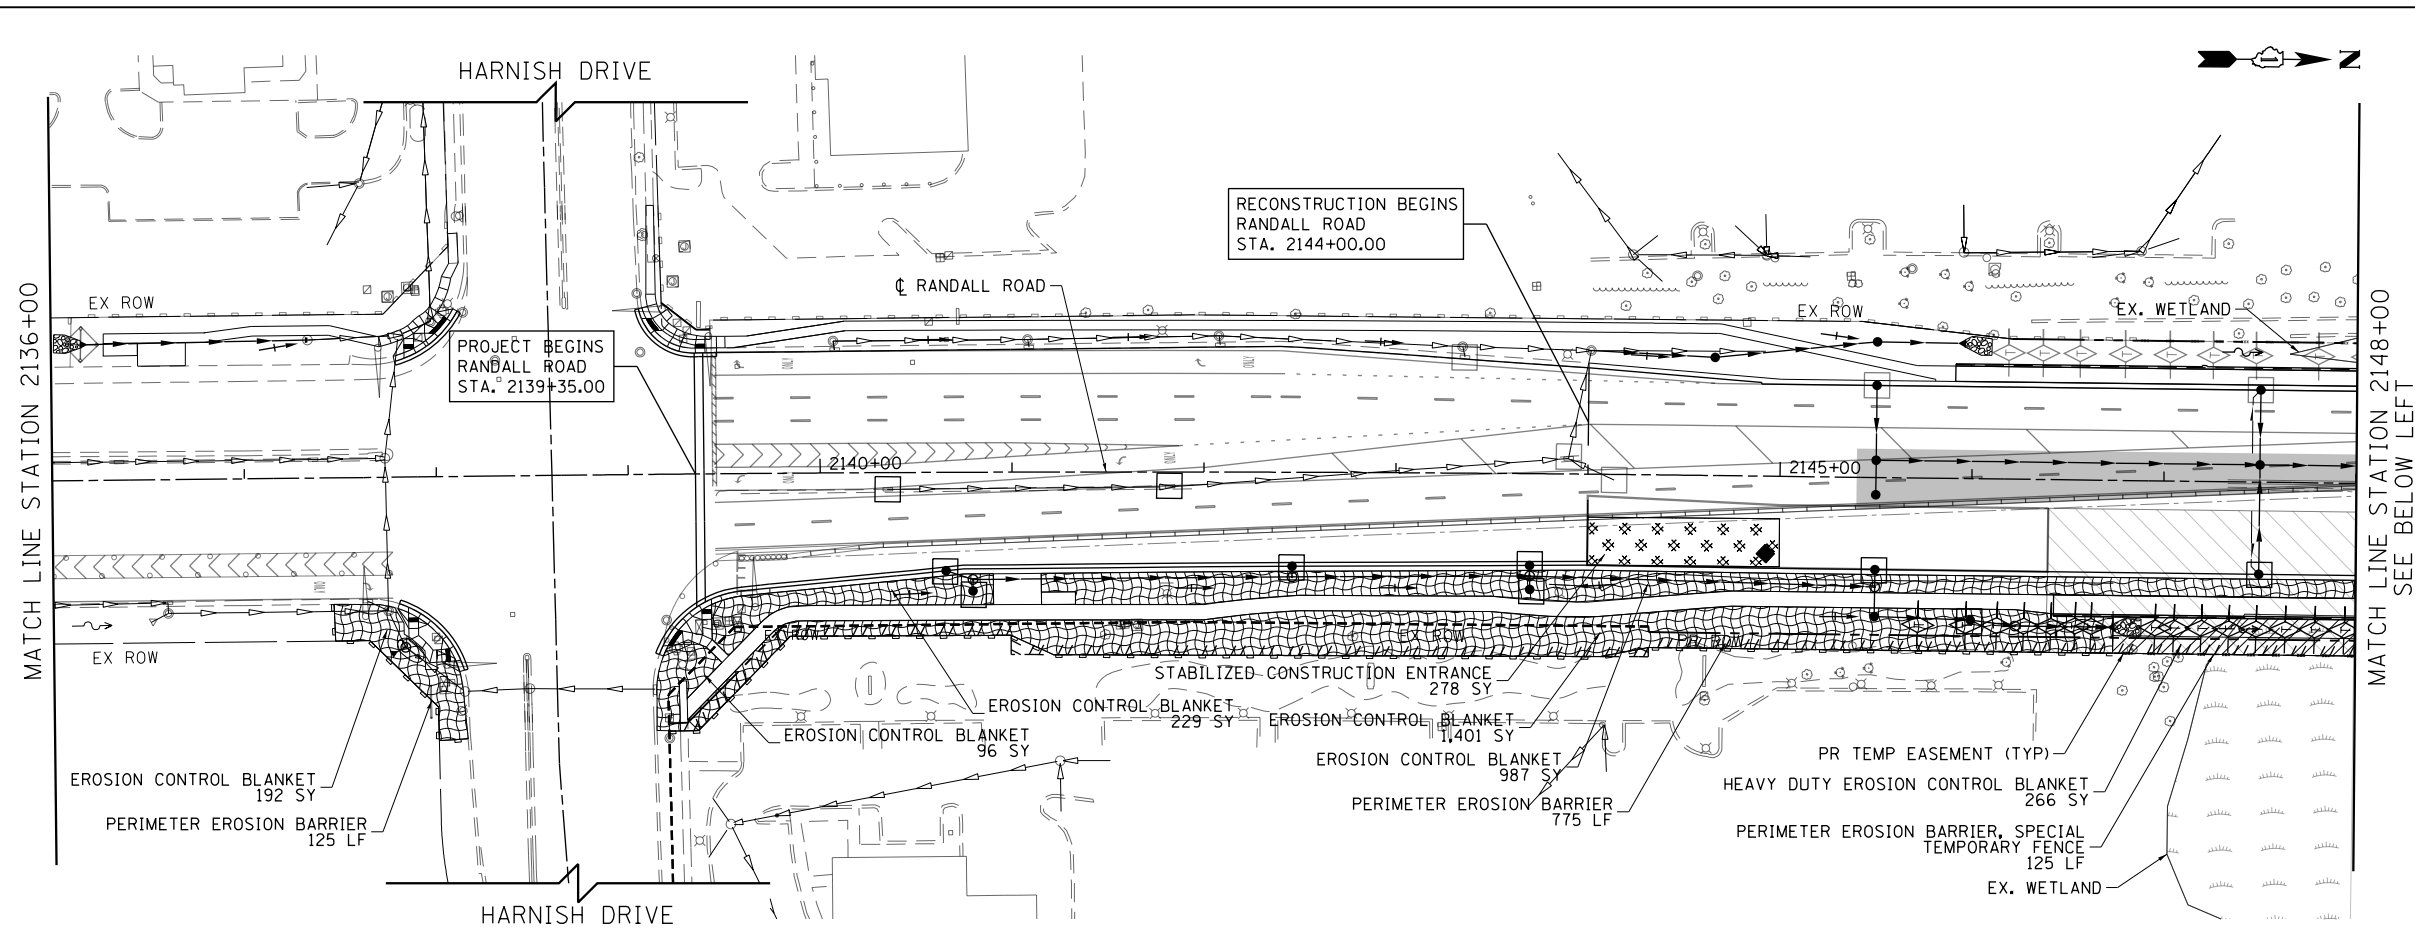 HARNISH DRIVE
N
MATCH LINE STATION 2136+00
EX ROW
PROJECT BEGINS
RANDALL ROAD
STA. 2139+35.00
℄ RANDALL ROAD
RECONSTRUCTION BEGINS
RANDALL ROAD
STA. 2144+00.00
EX ROW
EX. WETLAND
MATCH LINE STATION 2148+00
SEE BELOW LEFT
2140+00
2145+00
ONLY
EX ROW
EX ROW
EX ROW
PR ROW
STABILIZED CONSTRUCTION ENTRANCE
278 SY
EROSION CONTROL BLANKET
229 SY
EROSION CONTROL BLANKET
1,401 SY
EROSION CONTROL BLANKET
96 SY
EROSION CONTROL BLANKET
987 SY
PERIMETER EROSION BARRIER
775 LF
EROSION CONTROL BLANKET
192 SY
PERIMETER EROSION BARRIER
125 LF
PR TEMP EASEMENT (TYP)
HEAVY DUTY EROSION CONTROL BLANKET
266 SY
PERIMETER EROSION BARRIER, SPECIAL
TEMPORARY FENCE
125 LF
EX. WETLAND
HARNISH DRIVE